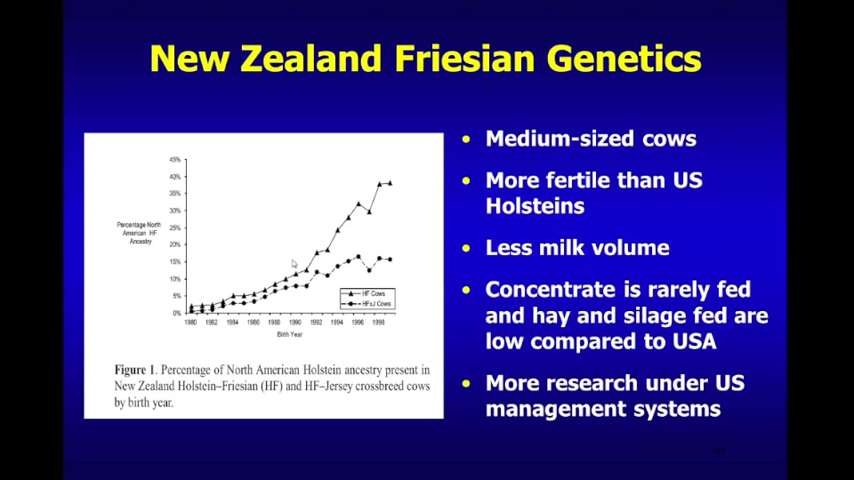 New Zealand Friesian Genetics
45%
40%
35%
30%
25%
20%
15%
10%
5%
0%
Percentage North
American HF
Ancestry
1980 1982 1984 1986 1988 1990 1992 1994 1996 1998
Birth Year
HF Cows
HFxJ Cows
Figure 1. Percentage of North American Holstein ancestry present in
New Zealand Holstein–Friesian (HF) and HF–Jersey crossbreed cows
by birth year.
• Medium-sized cows
• More fertile than US
Holsteins
• Less milk volume
• Concentrate is rarely fed
and hay and silage fed are
low compared to USA
• More research under US
management systems